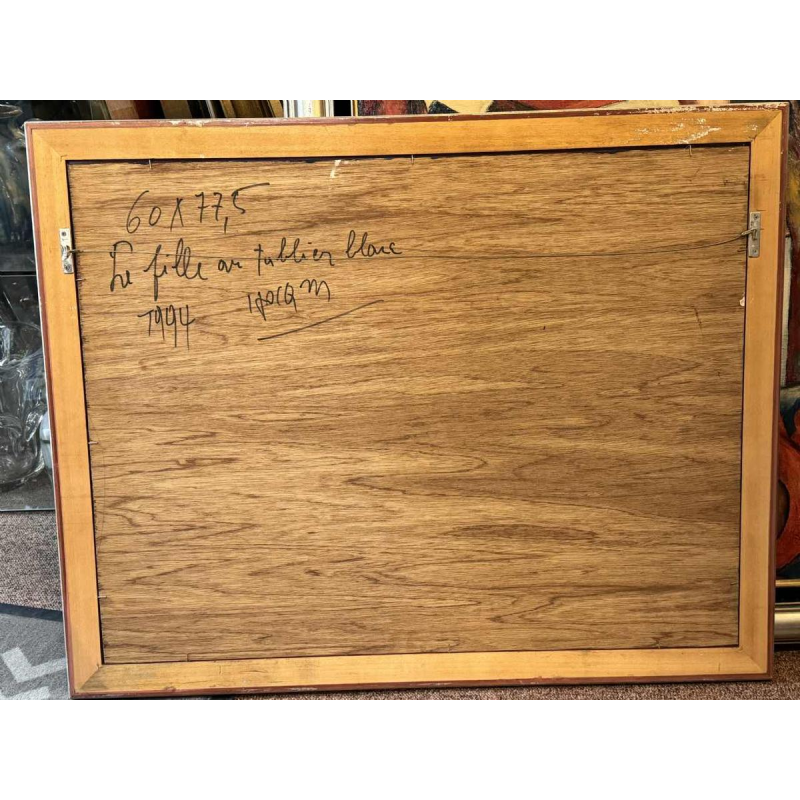 60 x 77,5
La fille au tablier blanc
1994